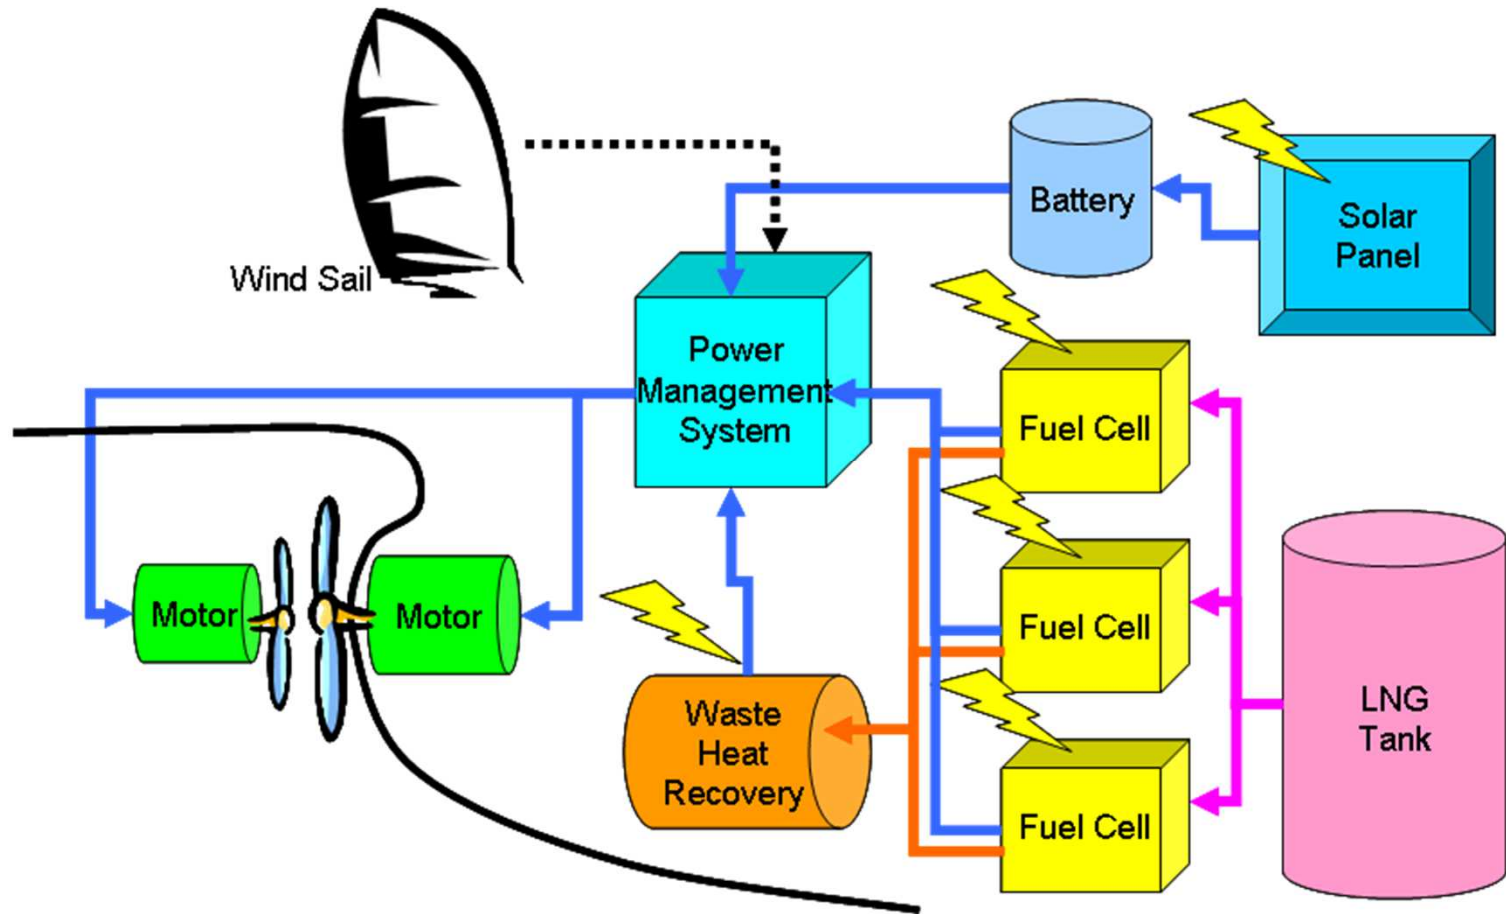 Wind Sail
Battery
Solar
Panel
Power
Management
System
Fuel Cell
Motor
Motor
Fuel Cell
Waste
Heat
Recovery
LNG
Tank
Fuel Cell